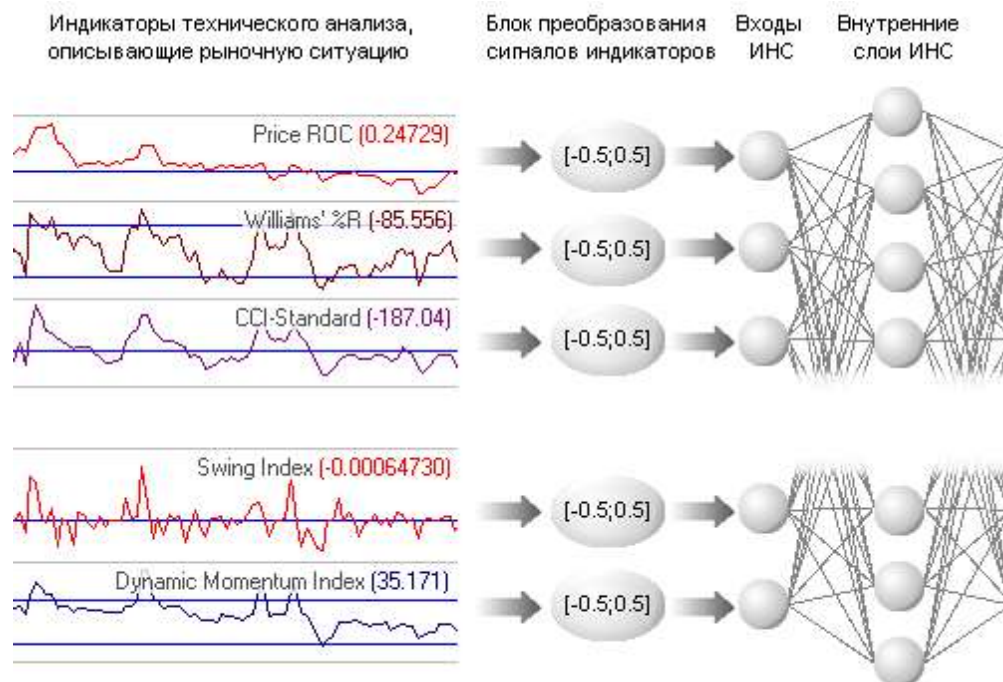 Индикаторы технического анализа,
описывающие рыночную ситуацию
Блок преобразования
сигналов индикаторов
Входы
ИНС
Внутренние
слои ИНС
Price ROC (0.24729)
[-0.5;0.5]
Williams' %R (-85.556)
[-0.5;0.5]
CCI-Standard (-187.04)
[-0.5;0.5]
Swing Index (-0.00064730)
[-0.5;0.5]
Dynamic Momentum Index (35.171)
[-0.5;0.5]